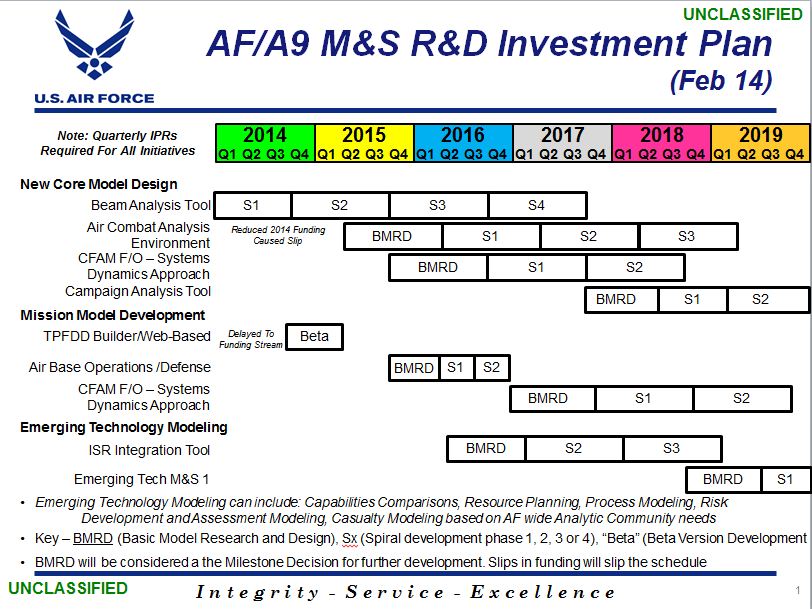 UNCLASSIFIED
AF/A9 M&S R&D Investment Plan
(Feb 14)
U.S. AIR FORCE
Note: Quarterly IPRs
Required For All Initiatives
2014 2015 2016 2017 2018 2019
Q1 Q2 Q3 Q4 Q1 Q2 Q3 Q4 Q1 Q2 Q3 Q4 Q1 Q2 Q3 Q4 Q1 Q2 Q3 Q4 Q1 Q2 Q3 Q4
New Core Model Design
Beam Analysis Tool S1 S2 S3 S4
Air Combat Analysis
Environment
Reduced 2014 Funding
Caused Slip
BMRD S1 S2 S3
CFAM F/O – Systems
Dynamics Approach
BMRD S1 S2
Campaign Analysis Tool BMRD S1 S2
Mission Model Development
TPFDD Builder/Web-Based
Delayed To
Funding Stream
Beta
Air Base Operations /Defense BMRD S1 S2
CFAM F/O – Systems
Dynamics Approach
BMRD S1 S2
Emerging Technology Modeling
ISR Integration Tool BMRD S2 S3
Emerging Tech M&S 1 BMRD S1
• Emerging Technology Modeling can include: Capabilities Comparisons, Resource Planning, Process Modeling, Risk
Development and Assessment Modeling, Casualty Modeling based on AF wide Analytic Community needs
• Key – BMRD (Basic Model Research and Design), Sx (Spiral development phase 1, 2, 3 or 4), “Beta” (Beta Version Development
• BMRD will be considered a the Milestone Decision for further development. Slips in funding will slip the schedule
UNCLASSIFIED
Integrity - Service - Excellence
1